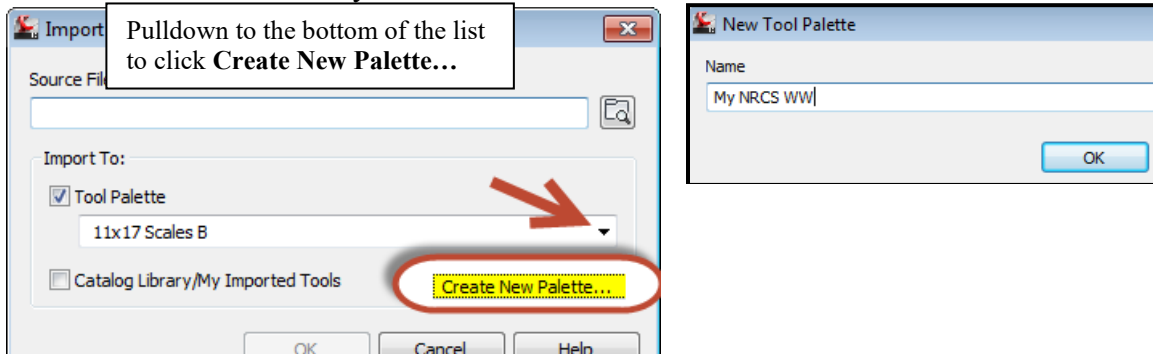 Import
Pulldown to the bottom of the list
to click Create New Palette...
Source File
Import To:
Tool Palette
11x17 Scales B
Catalog Library/My Imported Tools
Create New Palette...
OK
Cancel
Help
New Tool Palette
Name
My NRCS WW
OK